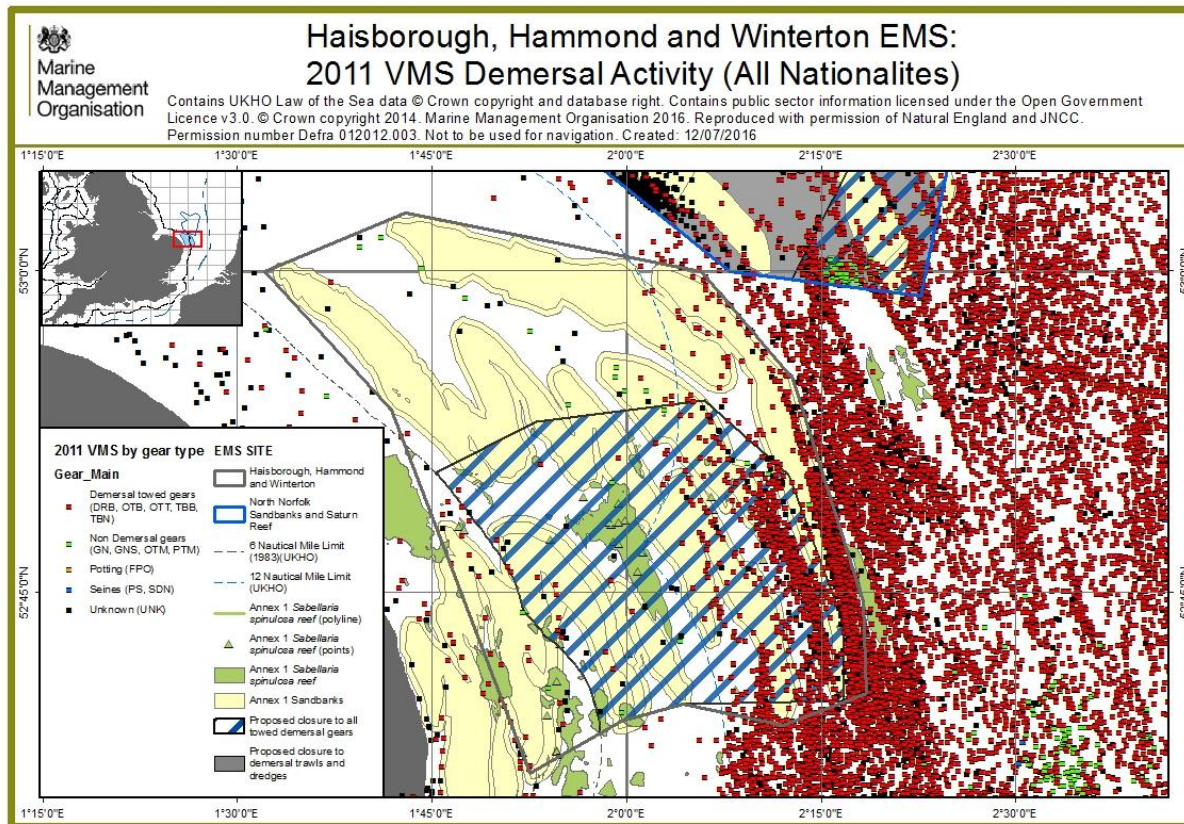 Marine
Management
Organisation
Haisborough, Hammond and Winterton EMS:
2011 VMS Demersal Activity (All Nationalites)
Contains UKHO Law of the Sea data © Crown copyright and database right. Contains public sector information licensed under the Open Government
Licence v3.0. © Crown copyright 2014. Marine Management Organisation 2016. Reproduced with permission of Natural England and JNCC.
Permission number Defra 012012.003. Not to be used for navigation. Created: 12/07/2016
1°15'0"E
1°30'0"E
1°45'0"E
2°0'0"E
2°15'0"E
2°30'0"E
53°0'0"N
53°0'0"N
52°45'0"N
52°45'0"N
2011 VMS by gear type
Gear_Main
Demersal towed gears
(DRB, OTB, OTT, TBB,
TBN)
Non Demersal gears
(GN, GNS, OTM, PTM)
Potting (FPO)
Seines (PS, SDN)
Unknown (UNK)
EMS SITE
Haisborough, Hammond
and Winterton
North Norfolk
Sandbanks and Saturn
Reef
6 Nautical Mile Limit
(1983)(UKHO)
12 Nautical Mile Limit
(UKHO)
Annex 1 Sabellaria
spinulosa reef (polyline)
Annex 1 Sabellaria
spinulosa reef (points)
Annex 1 Sabellaria
spinulosa reef
Annex 1 Sandbanks
Proposed closure to all
towed demersal gears
Proposed closure to
demersal trawls and
dredges
1°15'0"E
1°30'0"E
1°45'0"E
2°0'0"E
2°15'0"E
2°30'0"E